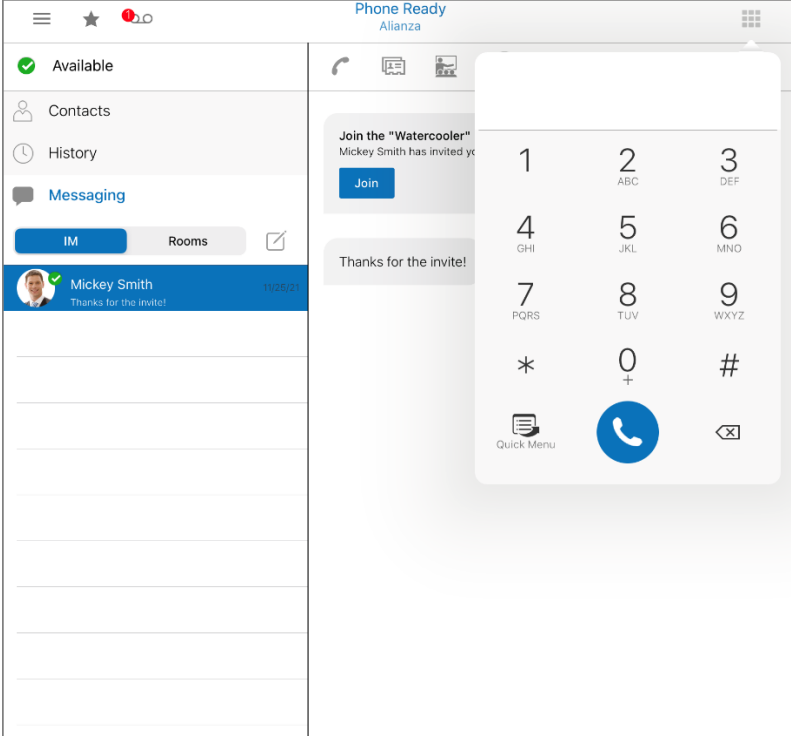 1
Phone Ready
Alianza
Available
Contacts
History
Messaging
IM
Rooms
Mickey Smith
11/25/21
Thanks for the invite!
Join the "Watercooler"
Mickey Smith has invited
Join
Thanks for the invite!
1
2
3
ABC
DEF
4
5
6
GHI
JKL
MNO
7
8
9
PQRS
TUV
WXYZ
*
0
#
+
Quick Menu